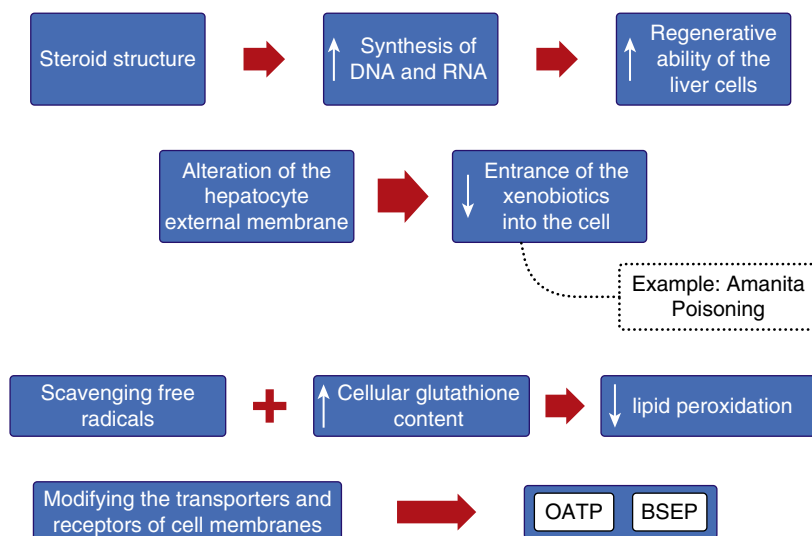 Steroid structure
Synthesis of
DNA and RNA
Regenerative
ability of the
liver cells
Alteration of the
hepatocyte
external membrane
Entrance of the
xenobiotics
into the cell
Example: Amanita
Poisoning
Scavenging free
radicals
Cellular glutathione
content
lipid peroxidation
Modifying the transporters and
receptors of cell membranes
OATP
BSEP